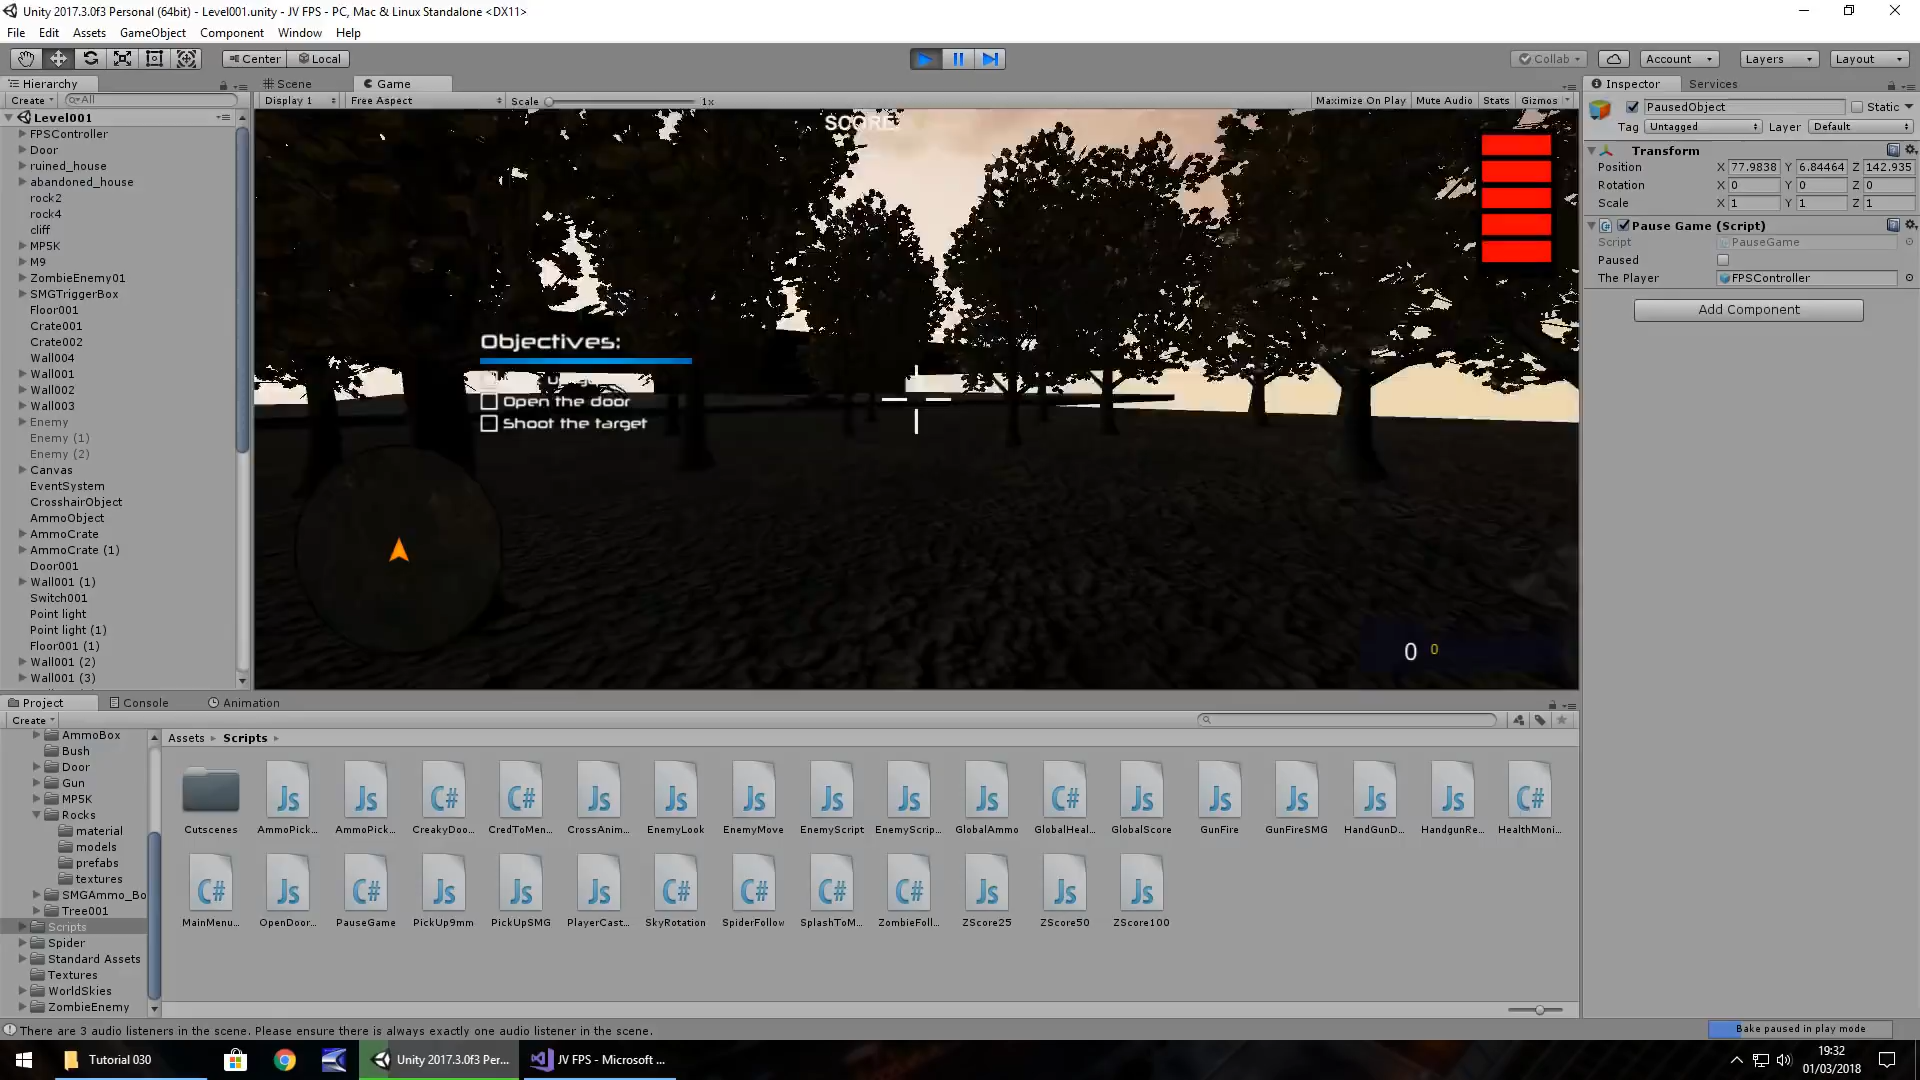 Unity 2017.3.0f3 Personal (64bit) - Level001.unity - JV FPS - PC, Mac & Linux Standalone <DX11>
File Edit Assets GameObject Component Window Help
Center Local
Collab Account Layers Layout
Hierarchy
Create All
Level001
FPSController
Door
ruined_house
abandoned_house
rock2
rock4
cliff
MP5K
M9
ZombieEnemy01
SMGTriggerBox
Floor001
Crate001
Crate002
Wall004
Wall001
Wall002
Wall003
Enemy
Enemy (1)
Enemy (2)
Canvas
EventSystem
CrosshairObject
AmmoObject
AmmoCrate
AmmoCrate (1)
Door001
Wall001 (1)
Switch001
Point light
Point light (1)
Floor001 (1)
Wall001 (2)
Wall001 (3)
Scene Game
Display 1 Free Aspect Scale 1x Maximize On Play Mute Audio Stats Gizmos
SCORE:
Objectives:
Open the door
Shoot the target
0 0
Inspector Services
PausedObject Static
Tag Untagged Layer Default
Transform
Position X 77.9838 Y 6.84464 Z 142.935
Rotation X 0 Y 0 Z 0
Scale X 1 Y 1 Z 1
Pause Game (Script)
Script PauseGame
Paused
The Player FPSController
Add Component
Project Console Animation
Create
AmmoBox
Bush
Door
Gun
MP5K
Rocks
material
models
prefabs
textures
SMGAmmo_Bo
Tree001
Scripts
Spider
Standard Assets
Textures
WorldSkies
ZombieEnemy
Assets Scripts
Cutscenes AmmoPick... AmmoPick... CreakyDoo... CredToMen... CrossAnim... EnemyLook EnemyMove EnemyScript EnemyScrip... GlobalAmmo GlobalHeal... GlobalScore GunFire GunFireSMG HandGunD... HandgunRe... HealthMoni...
MainMenu... OpenDoor... PauseGame PickUp9mm PickUpSMG PlayerCast... SkyRotation SpiderFollow SplashToM... ZombieFoll... ZScore25 ZScore50 ZScore100
There are 3 audio listeners in the scene. Please ensure there is always exactly one audio listener in the scene.
Bake paused in play mode
Tutorial 030
Unity 2017.3.0f3 Per...
JV FPS - Microsoft ...
19:32
01/03/2018